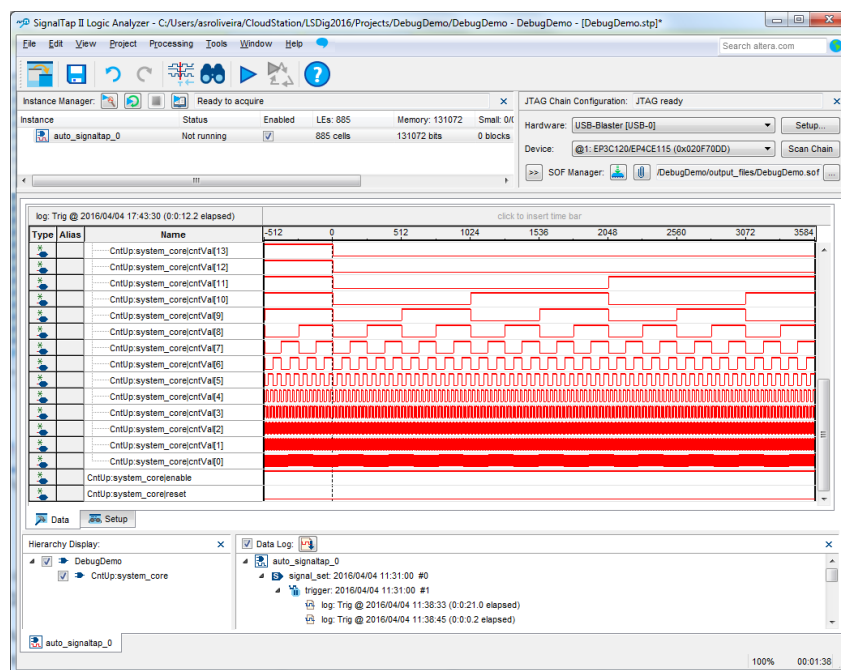 SignalTap II Logic Analyzer - C:/Users/asroliveira/CloudStation/LSDig2016/Projects/DebugDemo/DebugDemo - DebugDemo - [DebugDemo.stp]*
File Edit View Project Processing Tools Window Help
Search altera.com
Instance Manager: Ready to acquire
JTAG Chain Configuration: JTAG ready
Instance Status Enabled LEs: 885 Memory: 131072 Small: 0/0
auto_signaltap_0 Not running 885 cells 131072 bits 0 blocks
Hardware: USB-Blaster [USB-0] Setup...
Device: @1: EP3C120/EP4CE115 (0x020F70DD) Scan Chain
>> SOF Manager: /DebugDemo/output_files/DebugDemo.sof ...
log: Trig @ 2016/04/04 17:43:30 (0:0:12.2 elapsed) click to insert time bar
Type Alias Name -512 0 512 1024 1536 2048 2560 3072 3584
CntUp:system_core|cntVal[13]
CntUp:system_core|cntVal[12]
CntUp:system_core|cntVal[11]
CntUp:system_core|cntVal[10]
CntUp:system_core|cntVal[9]
CntUp:system_core|cntVal[8]
CntUp:system_core|cntVal[7]
CntUp:system_core|cntVal[6]
CntUp:system_core|cntVal[5]
CntUp:system_core|cntVal[4]
CntUp:system_core|cntVal[3]
CntUp:system_core|cntVal[2]
CntUp:system_core|cntVal[1]
CntUp:system_core|cntVal[0]
CntUp:system_core|enable
CntUp:system_core|reset
Data Setup
Hierarchy Display:
DebugDemo
CntUp:system_core
Data Log:
auto_signaltap_0
signal_set: 2016/04/04 11:31:00 #0
trigger: 2016/04/04 11:31:00 #1
log: Trig @ 2016/04/04 11:38:33 (0:0:21.0 elapsed)
log: Trig @ 2016/04/04 11:38:45 (0:0:0.2 elapsed)
auto_signaltap_0
100% 00:01:38